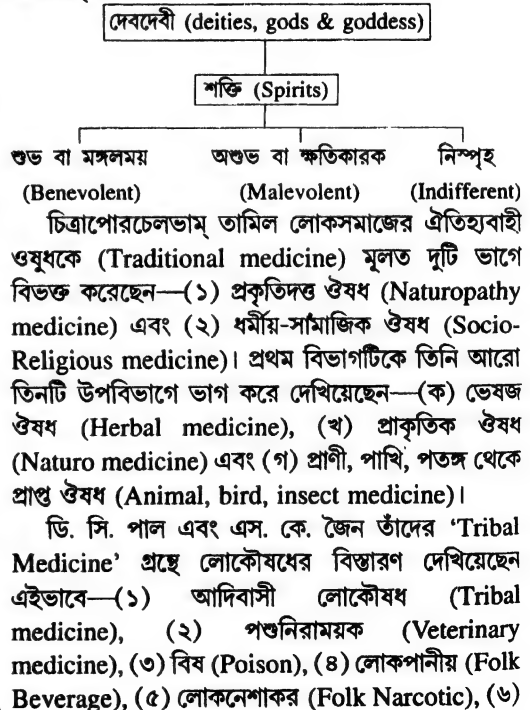 দেবদেবী (deities, gods & goddess)
শক্তি (Spirits)
শুভ বা মঙ্গলময় অশুভ বা ক্ষতিকারক নিস্পৃহ
(Benevolent) (Malevolent) (Indifferent)
চিত্রাপোরচেলভাম্ তামিল লোকসমাজের ঐতিহ্যবাহী
ওষুধকে (Traditional medicine) মূলত দুটি ভাগে
বিভক্ত করেছেন—(১) প্রকৃতিদত্ত ঔষধ (Naturopathy
medicine) এবং (২) ধর্মীয়-সামাজিক ঔষধ (Socio-
Religious medicine)। প্রথম বিভাগটিকে তিনি আরো
তিনটি উপবিভাগে ভাগ করে দেখিয়েছেন—(ক) ভেষজ
ঔষধ (Herbal medicine), (খ) প্রাকৃতিক ঔষধ
(Naturo medicine) এবং (গ) প্রাণী, পাখি, পতঙ্গ থেকে
প্রাপ্ত ঔষধ (Animal, bird, insect medicine)।
ডি. সি. পাল এবং এস. কে. জৈন তাঁদের ‘Tribal
Medicine’ গ্রন্থে লোকৌষধের বিস্তারণ দেখিয়েছেন
এইভাবে—(১) আদিবাসী লোকৌষধ (Tribal
medicine), (২) পশুনিরাময়ক (Veterinary
medicine), (৩) বিষ (Poison), (৪) লোকপানীয় (Folk
Beverage), (৫) লোকনেশাকর (Folk Narcotic), (৬)